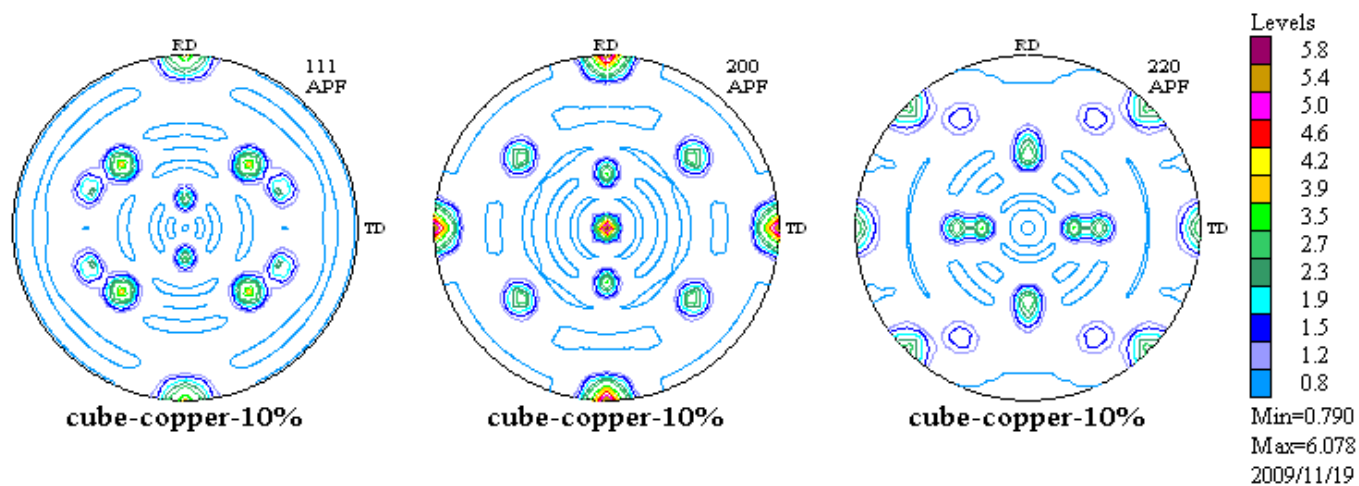 RD
111
APF
TD
cube-copper-10%
RD
200
APF
TD
cube-copper-10%
RD
220
APF
TD
cube-copper-10%
Levels
5.8
5.4
5.0
4.6
4.2
3.9
3.5
2.7
2.3
1.9
1.5
1.2
0.8
Min=0.790
Max=6.078
2009/11/19